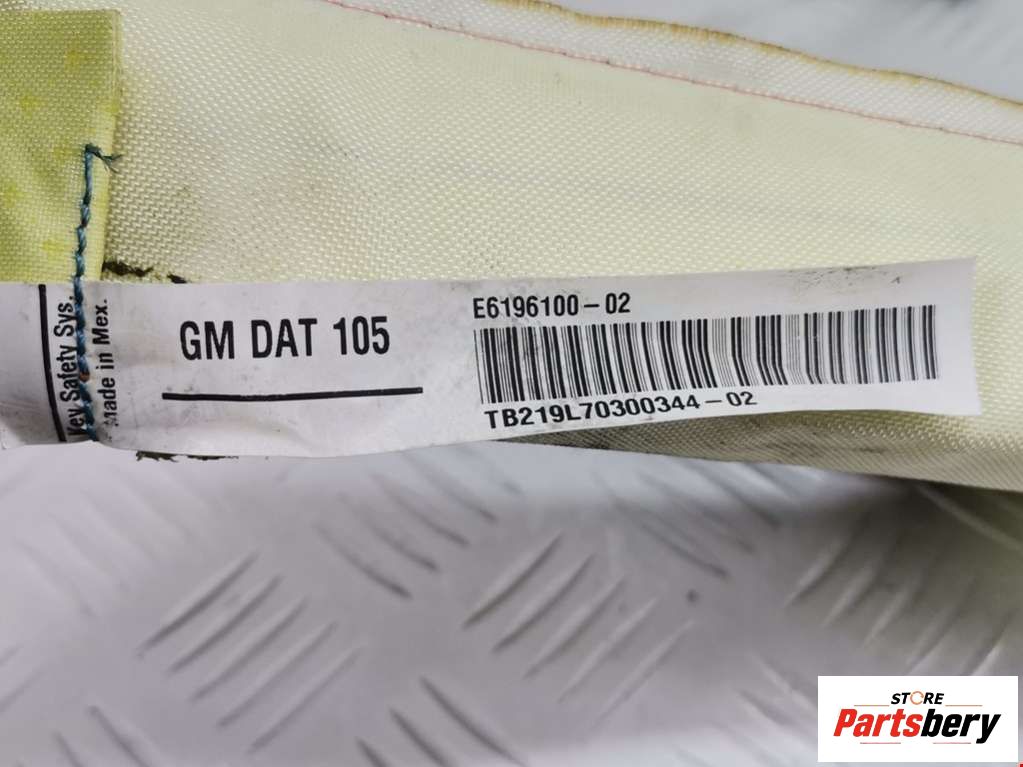 Key Safety Sys.
Made in Mex.
GM DAT 105
E6196100-02
TB219L70300344-02
STORE
Partsbery